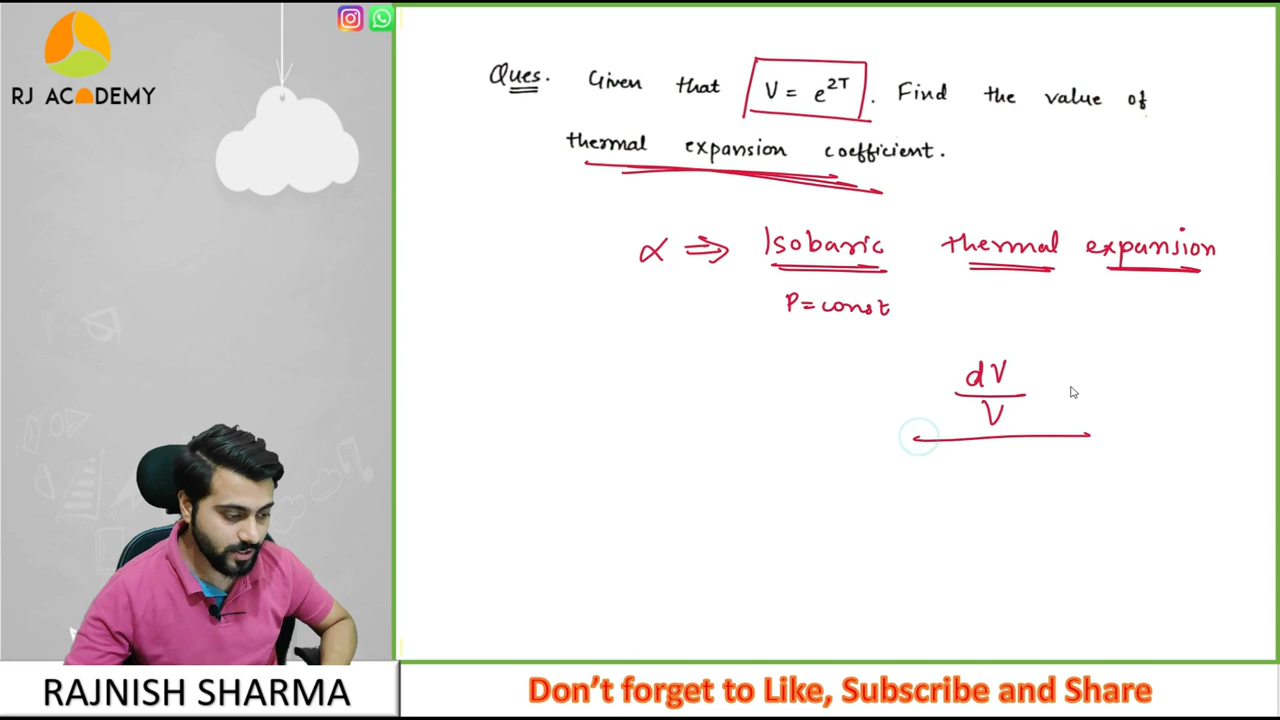 RJ ACADEMY
Ques. Given that V = e^2T. Find the value of
thermal expansion coefficient.
α ⇒ Isobaric thermal expansion
P = const
dV
V
RAJNISH SHARMA
Don't forget to Like, Subscribe and Share